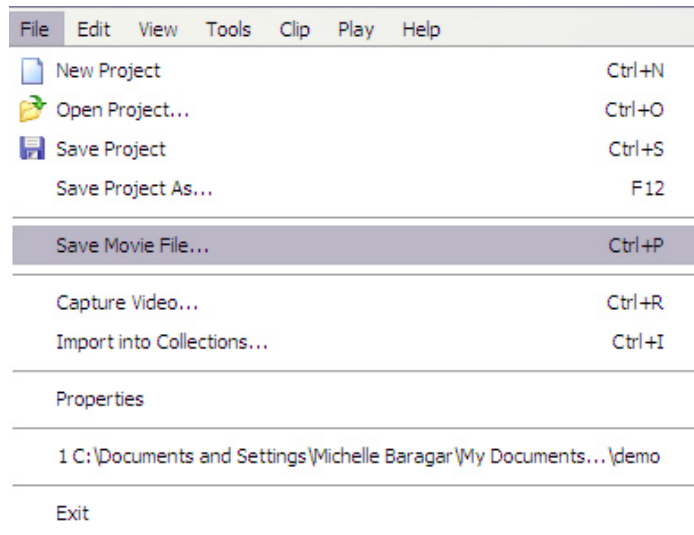 File Edit View Tools Clip Play Help
New Project Ctrl+N
Open Project... Ctrl+O
Save Project Ctrl+S
Save Project As... F12
Save Movie File... Ctrl+P
Capture Video... Ctrl+R
Import into Collections... Ctrl+I
Properties
1 C:\Documents and Settings\Michelle Baragar\My Documents...\demo
Exit